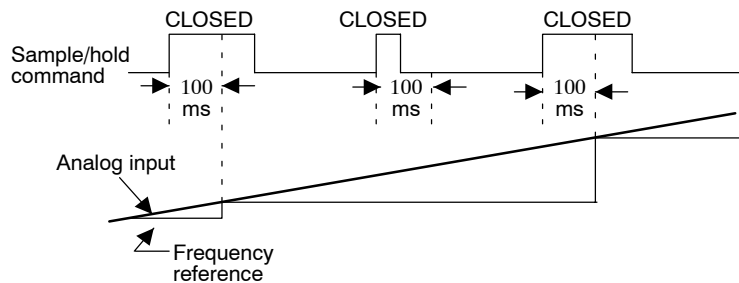 CLOSED CLOSED CLOSED
Sample/hold
command
100 100 100
ms ms ms
Analog input
Frequency
reference